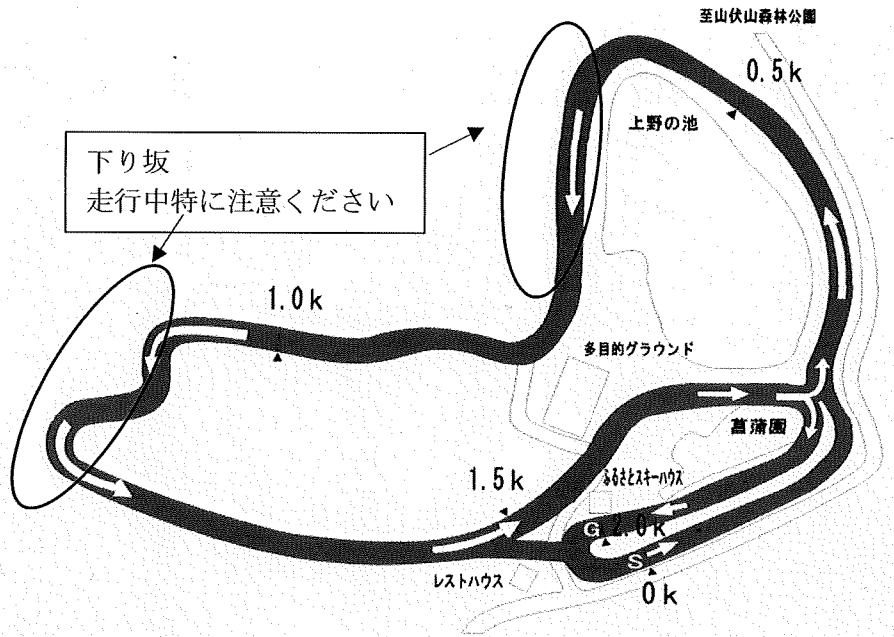 至山伏山森林公園
0.5k
上野の池
下り坂
走行中特に注意ください
1.0k
多目的グラウンド
菖蒲園
1.5k
ふるさとスキーハウス
G 2.0k
S
レストハウス
0k